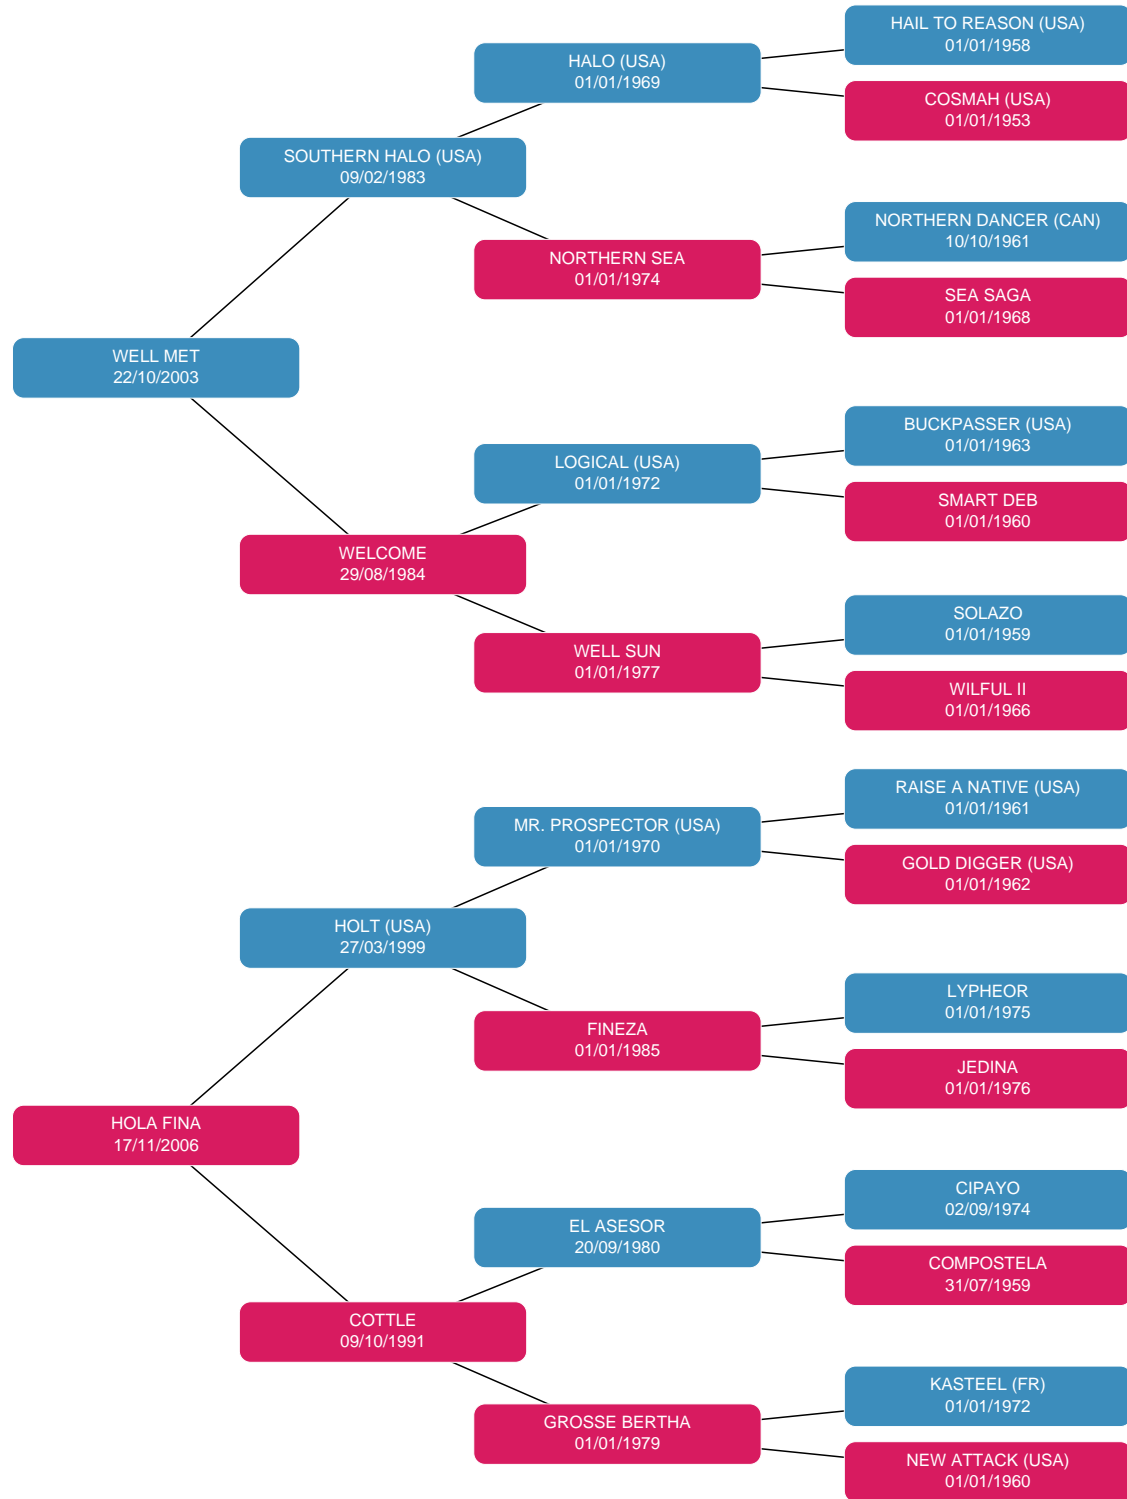 HAIL TO REASON (USA)
01/01/1958
HALO (USA)
01/01/1969
COSMAH (USA)
01/01/1953
SOUTHERN HALO (USA)
09/02/1983
NORTHERN DANCER (CAN)
10/10/1961
NORTHERN SEA
01/01/1974
SEA SAGA
01/01/1968
WELL MET
22/10/2003
BUCKPASSER (USA)
01/01/1963
LOGICAL (USA)
01/01/1972
SMART DEB
01/01/1960
WELCOME
29/08/1984
SOLAZO
01/01/1959
WELL SUN
01/01/1977
WILFUL II
01/01/1966
RAISE A NATIVE (USA)
01/01/1961
MR. PROSPECTOR (USA)
01/01/1970
GOLD DIGGER (USA)
01/01/1962
HOLT (USA)
27/03/1999
LYPHEOR
01/01/1975
FINEZA
01/01/1985
JEDINA
01/01/1976
HOLA FINA
17/11/2006
CIPAYO
02/09/1974
EL ASESOR
20/09/1980
COMPOSTELA
31/07/1959
COTTLE
09/10/1991
KASTEEL (FR)
01/01/1972
GROSSE BERTHA
01/01/1979
NEW ATTACK (USA)
01/01/1960